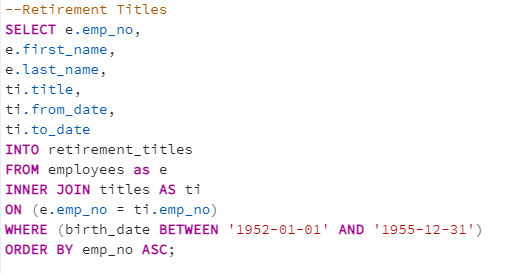 --Retirement Titles
SELECT e.emp_no,
e.first_name,
e.last_name,
ti.title,
ti.from_date,
ti.to_date
INTO retirement_titles
FROM employees as e
INNER JOIN titles AS ti
ON (e.emp_no = ti.emp_no)
WHERE (birth_date BETWEEN '1952-01-01' AND '1955-12-31')
ORDER BY emp_no ASC;